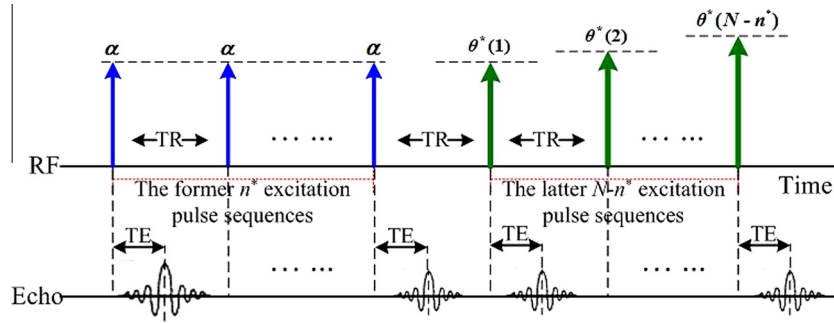 α α α θ*(1) θ*(2) θ*(N - n*)
TR ... ... TR TR ... ...
RF
The former n* excitation
pulse sequences
The latter N-n* excitation
pulse sequences
Time
TE ... ... TE TE ... ... TE
Echo